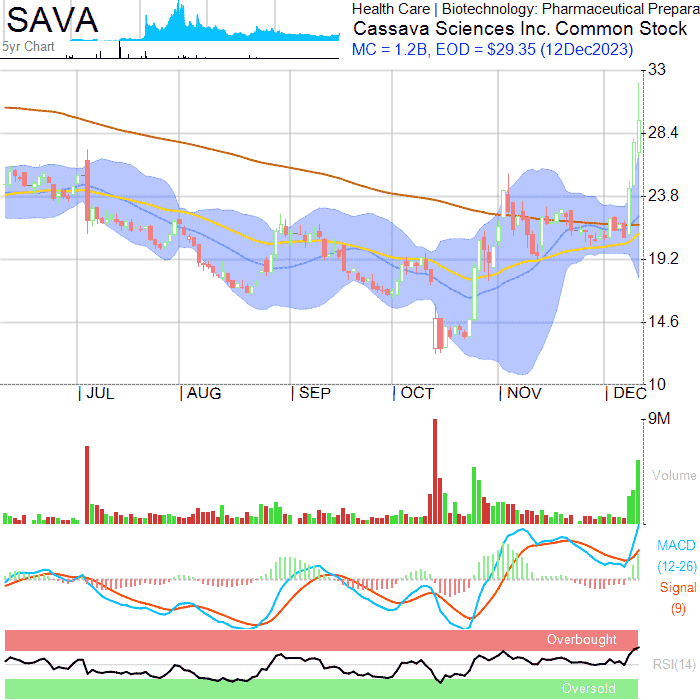 SAVA
5yr Chart
Health Care | Biotechnology: Pharmaceutical Prepara
Cassava Sciences Inc. Common Stock
MC = 1.2B, EOD = $29.35 (12Dec2023)
33
28.4
23.8
19.2
14.6
10
| JUL | AUG | SEP | OCT | NOV | DEC
9M
Volume
MACD
(12-26)
Signal
(9)
Overbought
RSI(14)
Oversold